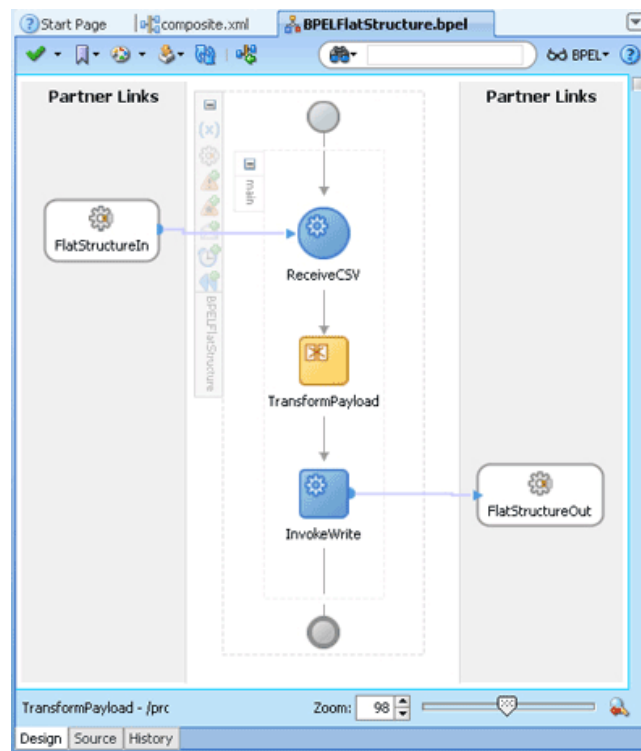 Start Page
composite.xml
BPELFlatStructure.bpel
BPEL
Partner Links
Partner Links
(x)
main
FlatStructureIn
ReceiveCSV
BPELFlatStructure
TransformPayload
InvokeWrite
FlatStructureOut
TransformPayload - /prc
Zoom: 98
Design Source History